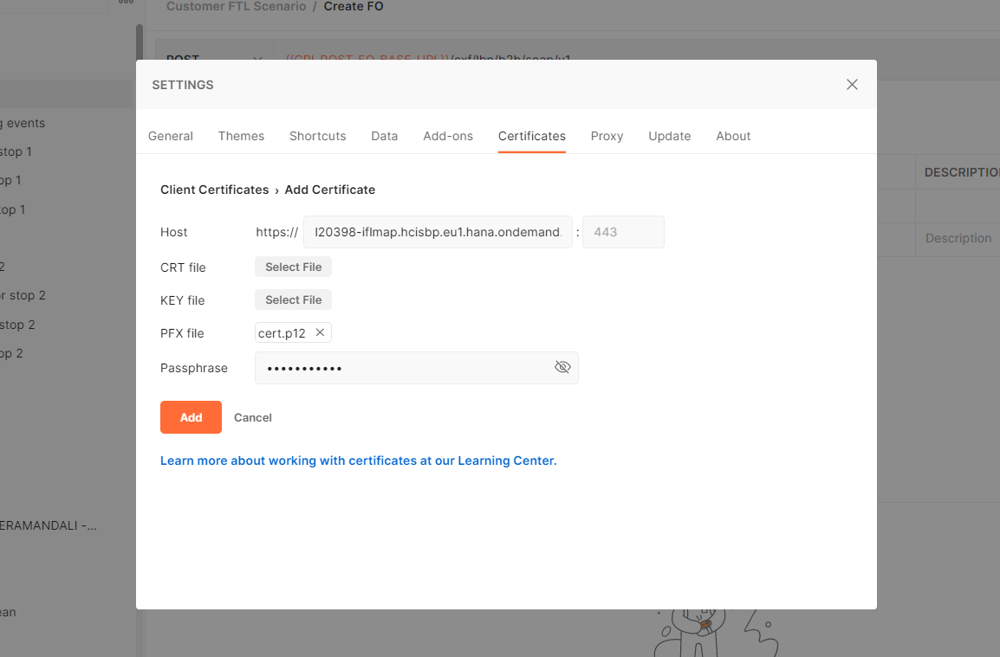 Customer FTL Scenario / Create FO
POST {{CPI_POST_FO_BASE_URL}}/cxf/lbn/b2b/soap/v1
SETTINGS
General Themes Shortcuts Data Add-ons Certificates Proxy Update About
g events
stop 1
op 1
top 1
2
r stop 2
stop 2
op 2
ERAMANDALI -...
ean
DESCRIPTIO
Description
Client Certificates › Add Certificate
Host https:// l20398-iflmap.hcisbp.eu1.hana.ondemand. : 443
CRT file Select File
KEY file Select File
PFX file cert.p12
Passphrase •••••••••••
Add Cancel
Learn more about working with certificates at our Learning Center.